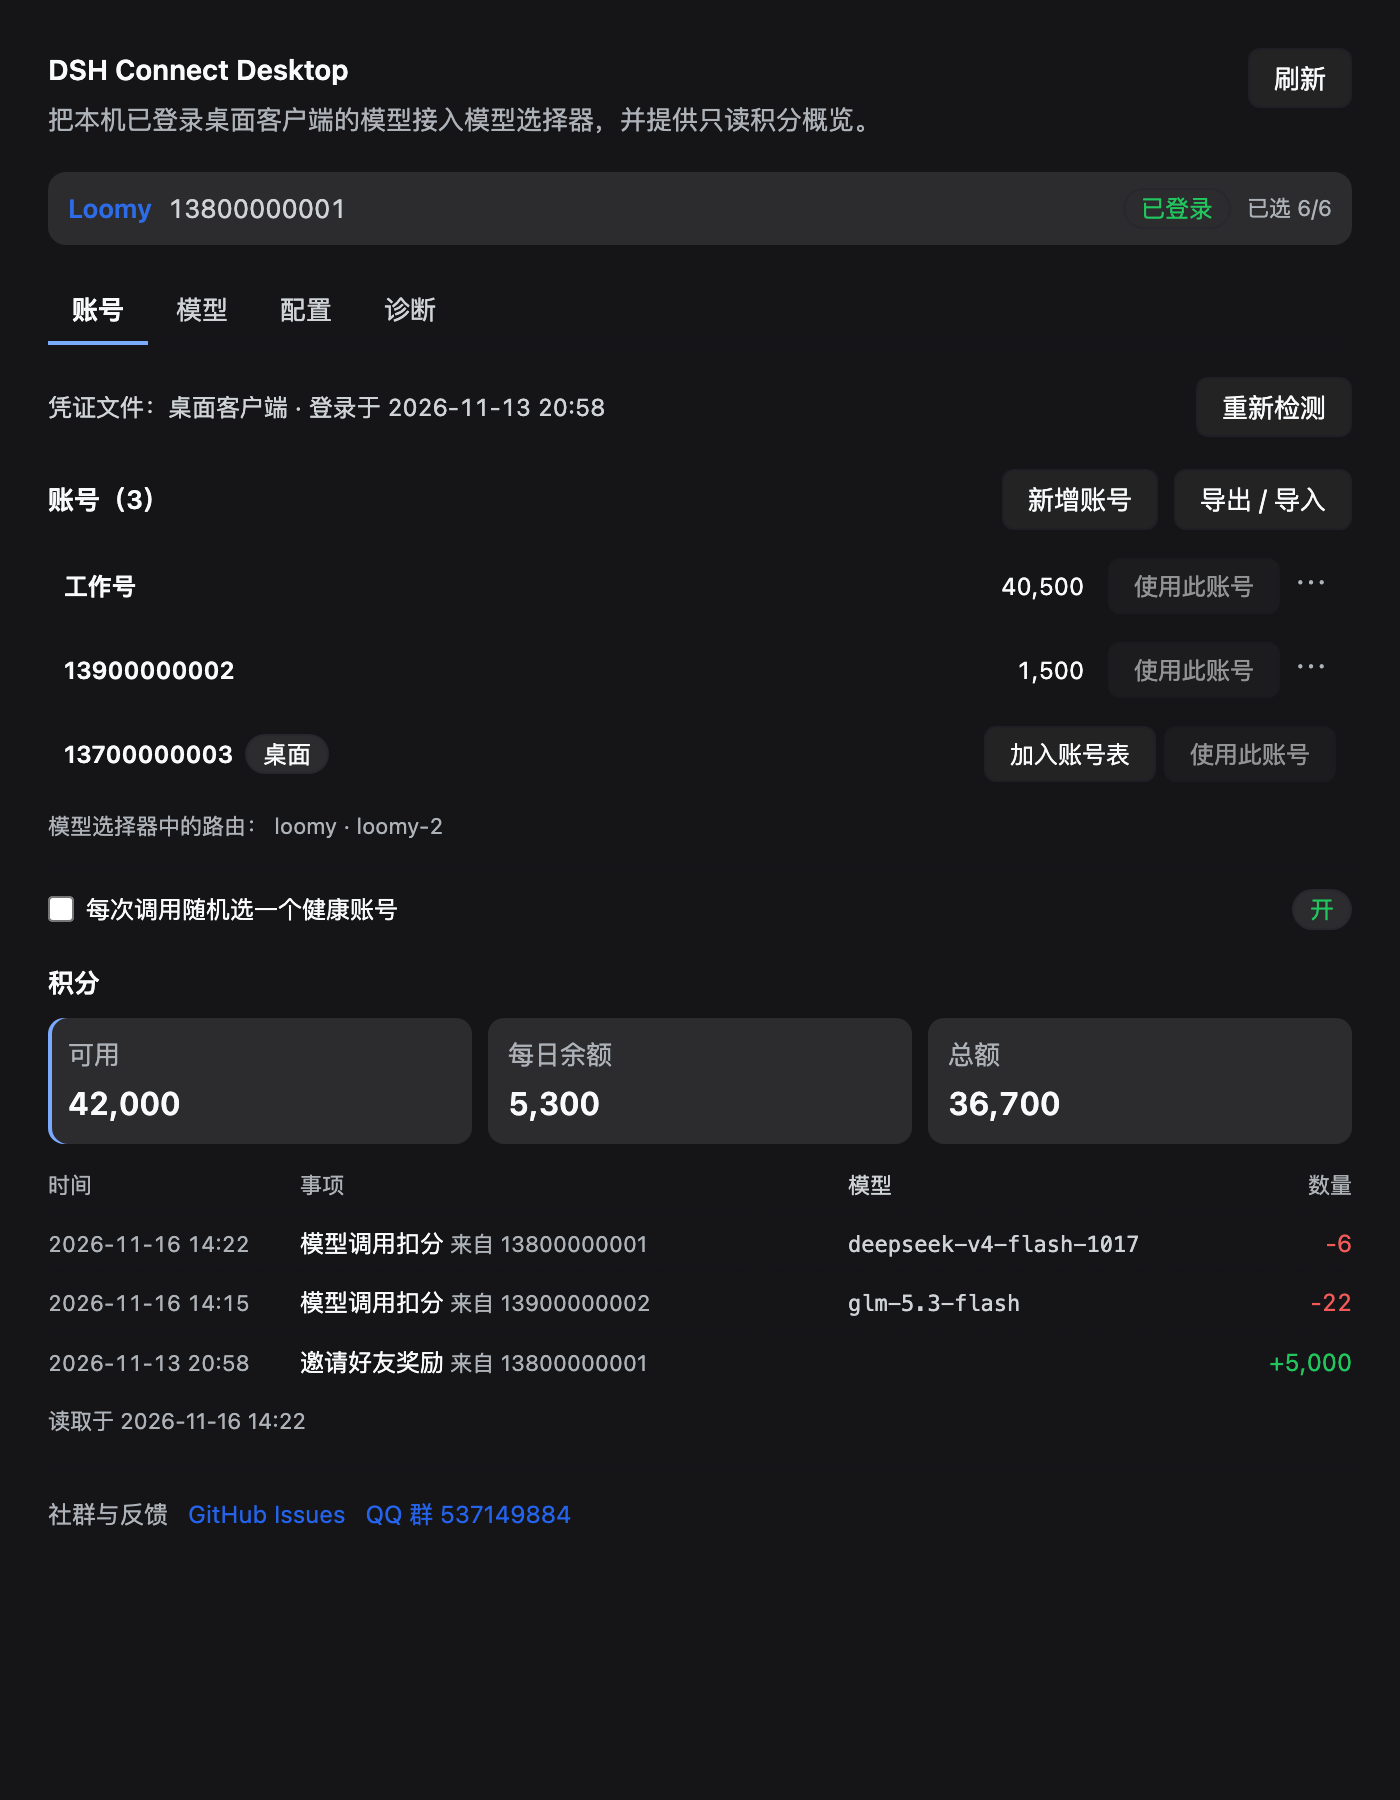 DSH Connect Desktop
刷新
把本机已登录桌面客户端的模型接入模型选择器，并提供只读积分概览。
Loomy 13800000001 已登录 已选 6/6
账号 模型 配置 诊断
凭证文件：桌面客户端 · 登录于 2026-11-13 20:58 重新检测
账号（3） 新增账号 导出 / 导入
工作号 40,500 使用此账号 ···
13900000002 1,500 使用此账号 ···
13700000003 桌面 加入账号表 使用此账号
模型选择器中的路由： loomy · loomy-2
每次调用随机选一个健康账号 开
积分
可用 每日余额 总额
42,000 5,300 36,700
时间 事项 模型 数量
2026-11-16 14:22 模型调用扣分 来自 13800000001 deepseek-v4-flash-1017 -6
2026-11-16 14:15 模型调用扣分 来自 13900000002 glm-5.3-flash -22
2026-11-13 20:58 邀请好友奖励 来自 13800000001 +5,000
读取于 2026-11-16 14:22
社群与反馈 GitHub Issues QQ 群 537149884